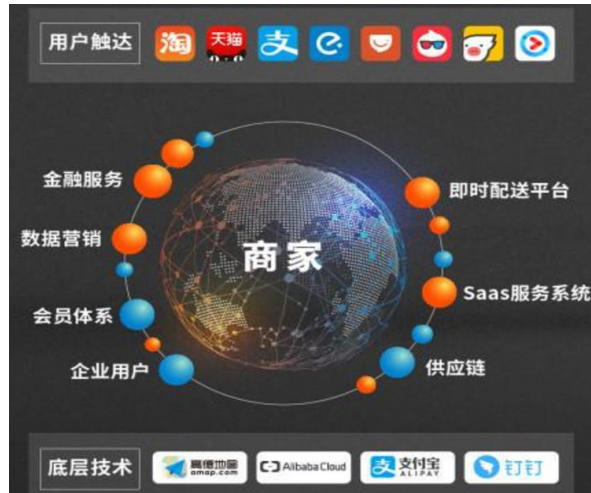 用户触达
淘
天猫
支
金融服务
即时配送平台
数据营销
商家
Saas服务系统
会员体系
企业用户
供应链
底层技术
高德地图
amap.com
Alibaba Cloud
支
支付宝
ALIPAY
钉钉